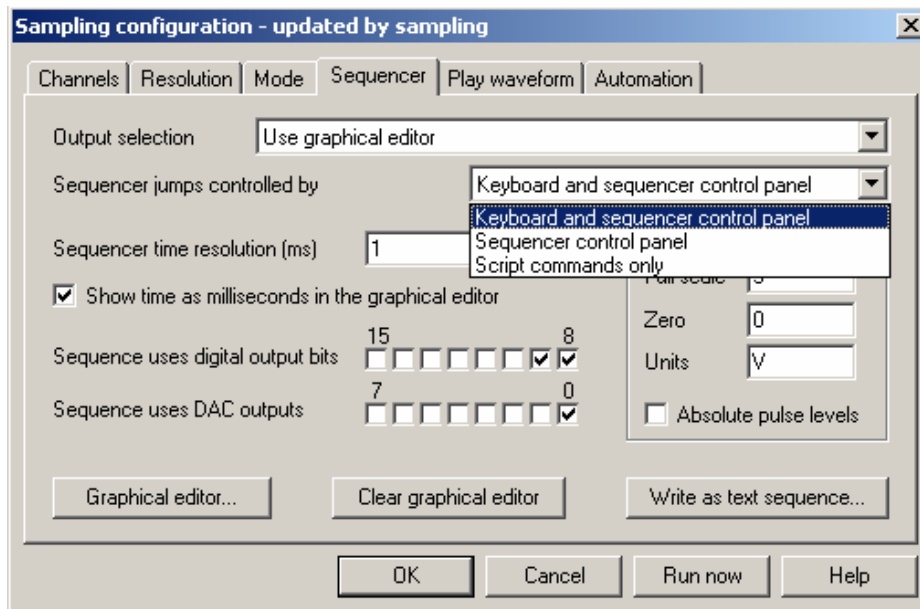 Sampling configuration - updated by sampling
Channels Resolution Mode Sequencer Play waveform Automation
Output selection Use graphical editor
Sequencer jumps controlled by Keyboard and sequencer control panel
Keyboard and sequencer control panel
Sequencer control panel
Script commands only
Sequencer time resolution (ms) 1
Show time as milliseconds in the graphical editor
Full scale 5
Zero 0
Units V
Absolute pulse levels
15 8
Sequence uses digital output bits
7 0
Sequence uses DAC outputs
Graphical editor... Clear graphical editor Write as text sequence...
OK Cancel Run now Help